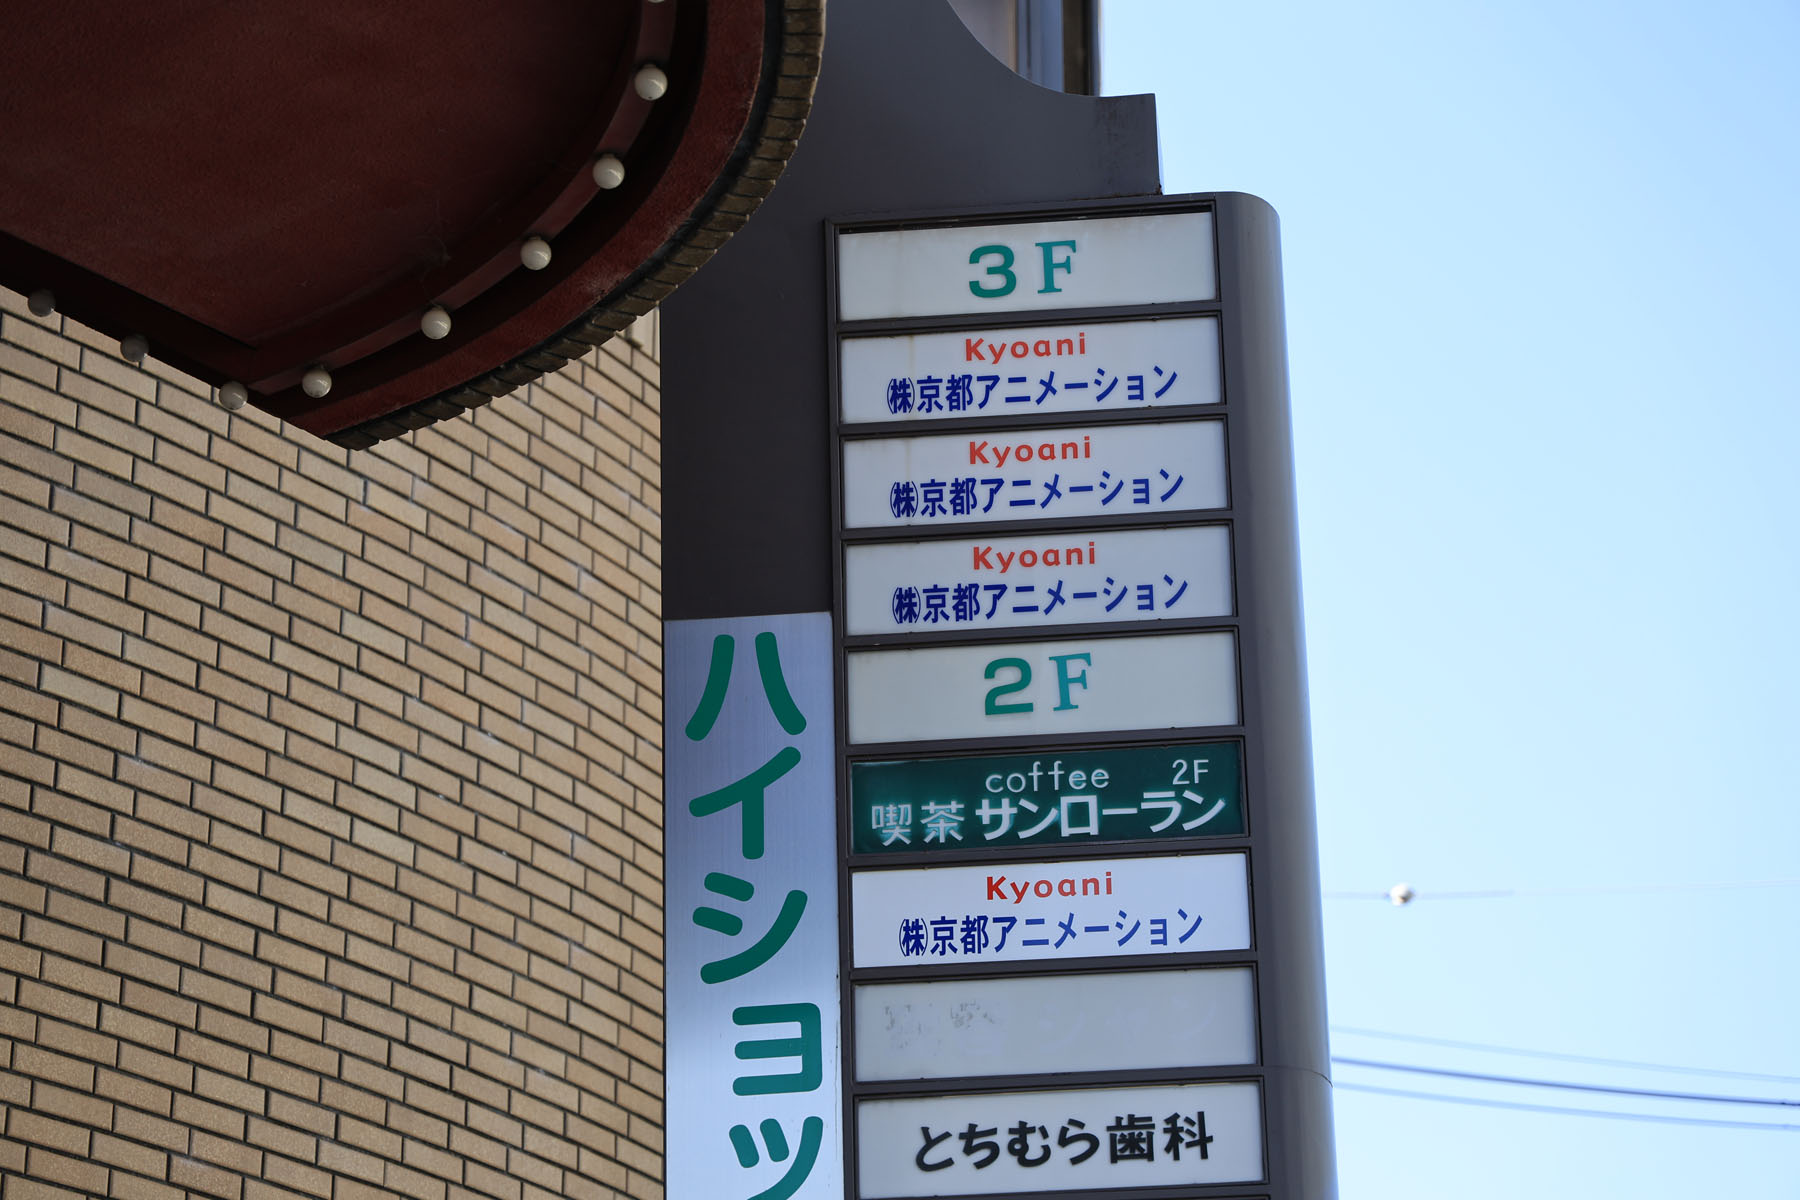 3F
Kyoani
㈱京都アニメーション
Kyoani
㈱京都アニメーション
Kyoani
㈱京都アニメーション
2F
coffee 2F
喫茶サンローラン
Kyoani
㈱京都アニメーション
とちむら歯科
ハイショッ